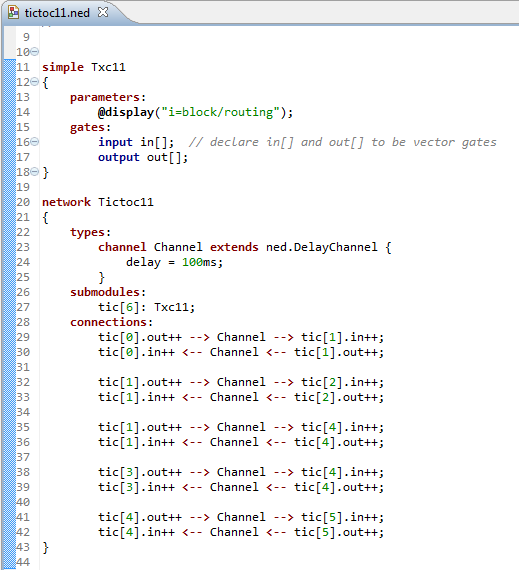 tictoc11.ned
9
10
11 simple Txc11
12 {
13     parameters:
14         @display("i=block/routing");
15     gates:
16         input in[];  // declare in[] and out[] to be vector gates
17         output out[];
18 }
19
20 network Tictoc11
21 {
22     types:
23         channel Channel extends ned.DelayChannel {
24             delay = 100ms;
25         }
26     submodules:
27         tic[6]: Txc11;
28     connections:
29         tic[0].out++ --> Channel --> tic[1].in++;
30         tic[0].in++ <-- Channel <-- tic[1].out++;
31
32         tic[1].out++ --> Channel --> tic[2].in++;
33         tic[1].in++ <-- Channel <-- tic[2].out++;
34
35         tic[1].out++ --> Channel --> tic[4].in++;
36         tic[1].in++ <-- Channel <-- tic[4].out++;
37
38         tic[3].out++ --> Channel --> tic[4].in++;
39         tic[3].in++ <-- Channel <-- tic[4].out++;
40
41         tic[4].out++ --> Channel --> tic[5].in++;
42         tic[4].in++ <-- Channel <-- tic[5].out++;
43 }
44